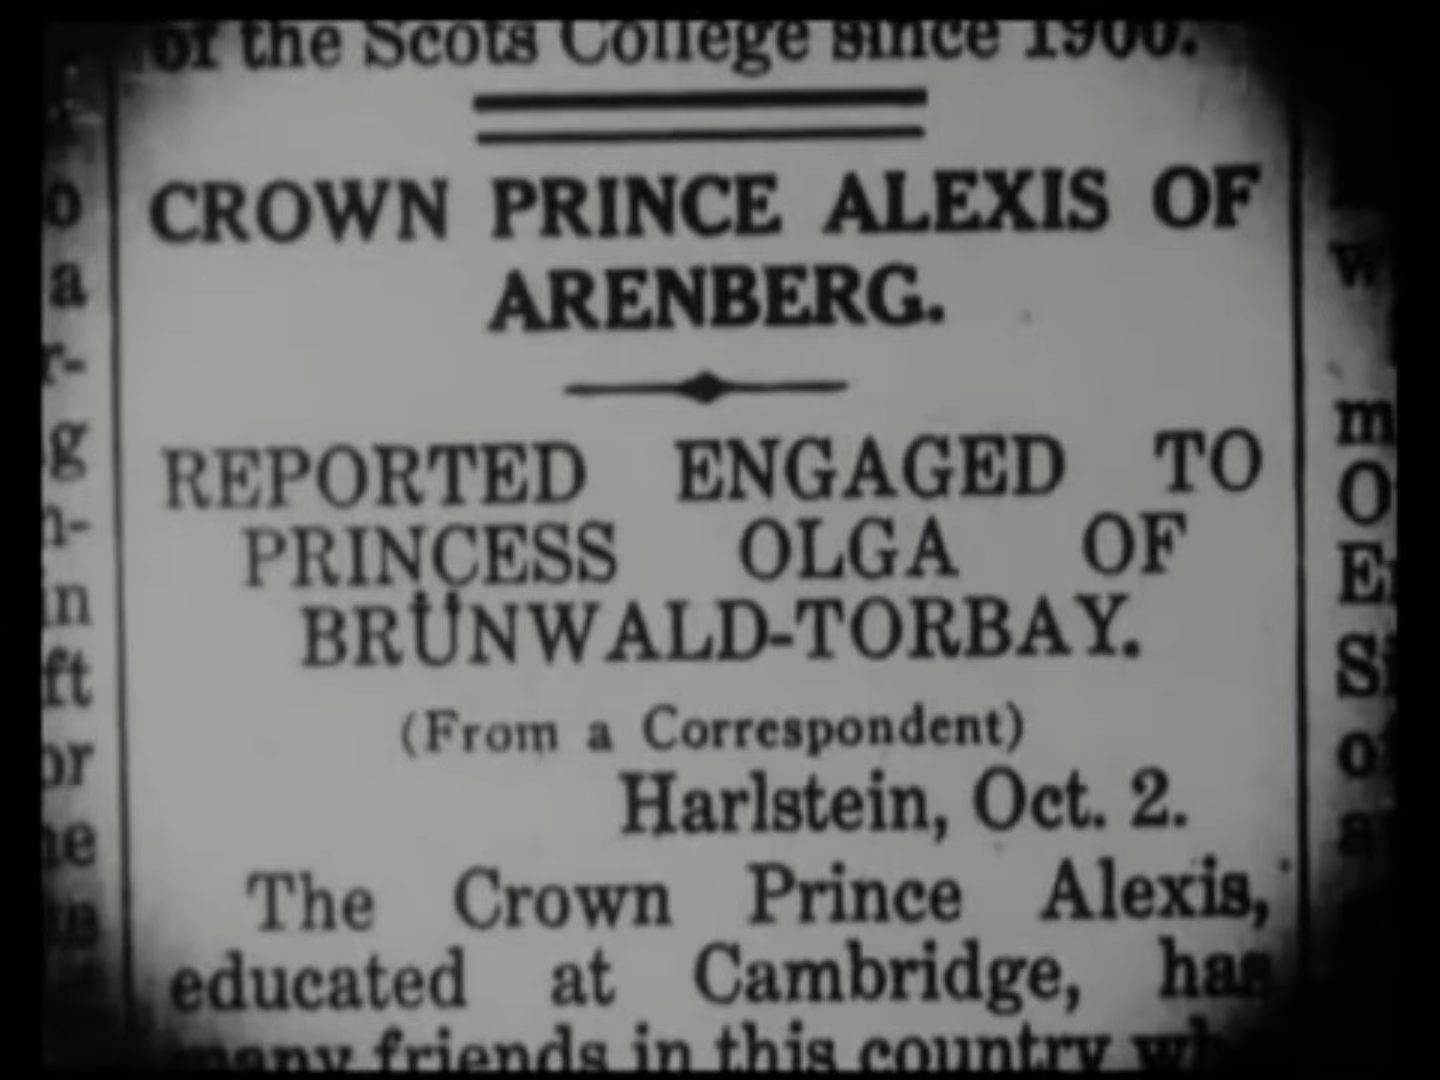 of the Scots College since 1900.
CROWN PRINCE ALEXIS OF
ARENBERG.
REPORTED ENGAGED TO
PRINCESS OLGA OF
BRÜNWALD-TORBAY.
(From a Correspondent)
Harlstein, Oct. 2.
The Crown Prince Alexis,
educated at Cambridge, has
many friends in this country